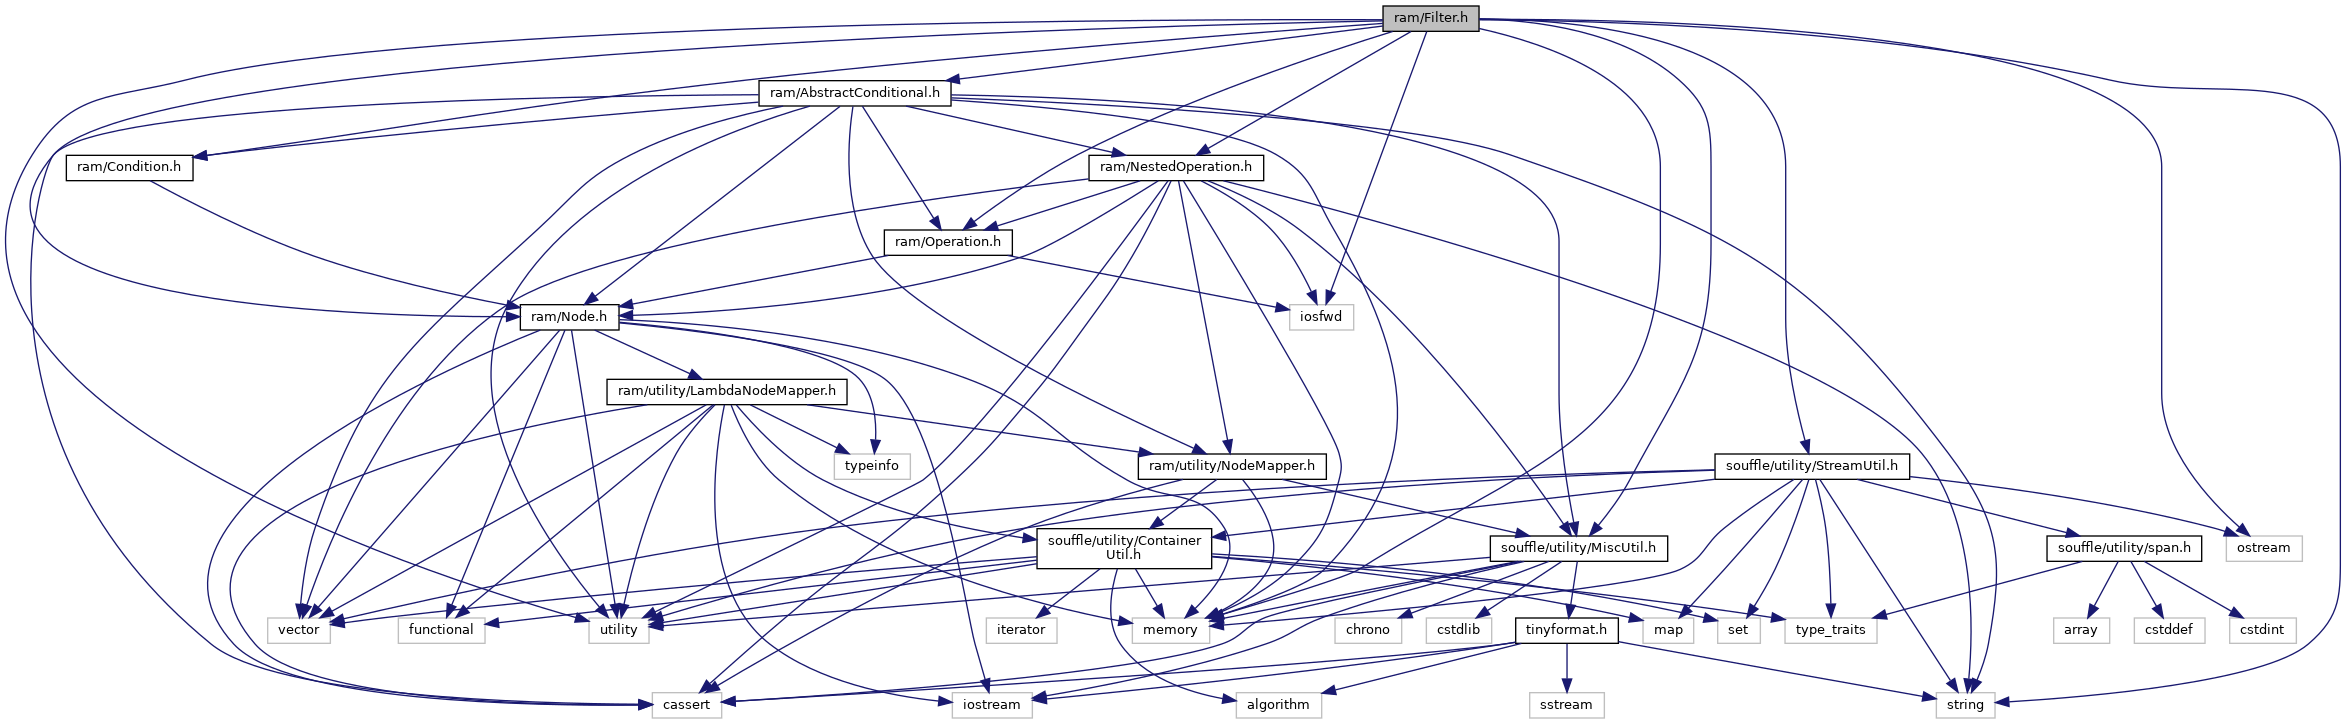 ram/Filter.h
ram/AbstractConditional.h
ram/Condition.h
ram/NestedOperation.h
ram/Operation.h
ram/Node.h
iosfwd
ram/utility/LambdaNodeMapper.h
typeinfo
ram/utility/NodeMapper.h
souffle/utility/StreamUtil.h
souffle/utility/Container
Util.h
souffle/utility/MiscUtil.h
souffle/utility/span.h
ostream
vector
functional
utility
iterator
memory
chrono
cstdlib
tinyformat.h
map
set
type_traits
array
cstddef
cstdint
cassert
iostream
algorithm
sstream
string